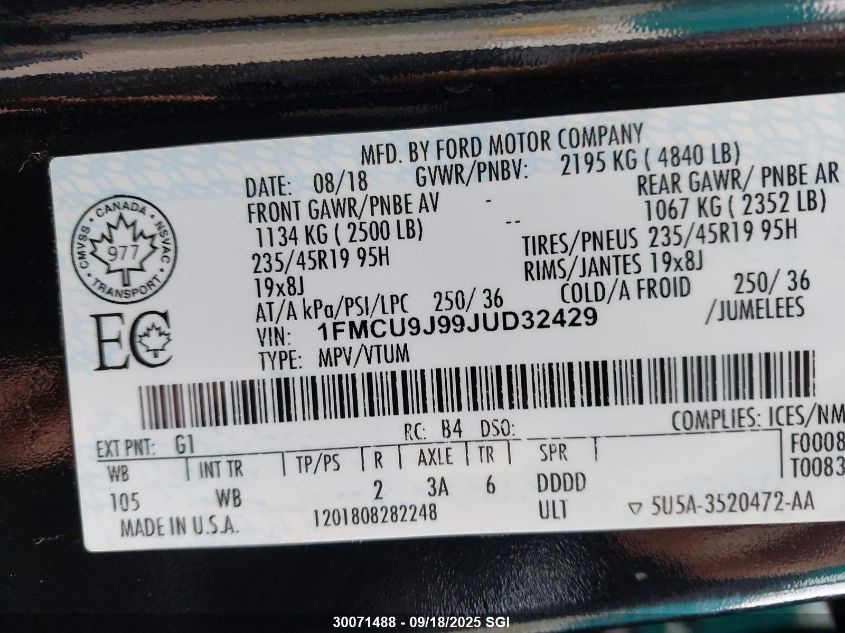 MFD. BY FORD MOTOR COMPANY
DATE: 08/18 GVWR/PNBV: 2195 KG ( 4840 LB)
FRONT GAWR/PNBE AV - REAR GAWR/ PNBE AR
1134 KG ( 2500 LB) -- 1067 KG ( 2352 LB)
235/45R19 95H TIRES/PNEUS 235/45R19 95H
19x8J RIMS/JANTES 19x8J
AT/A kPa/PSI/LPC 250/ 36 COLD/A FROID 250/ 36
VIN: 1FMCU9J99JUD32429 /JUMELEES
TYPE: MPV/VTUM
CANADA
CMVSS NSVAC
977
TRANSPORT
EC
COMPLIES: ICES/NM
EXT PNT: G1 RC: B4 DSO: F0008
WB INT TR TP/PS R AXLE TR SPR T0083
105 WB 2 3A 6 DDDD
MADE IN U.S.A. 1201808282248 ULT ▽ 5U5A-3520472-AA
30071488 - 09/18/2025 SGI